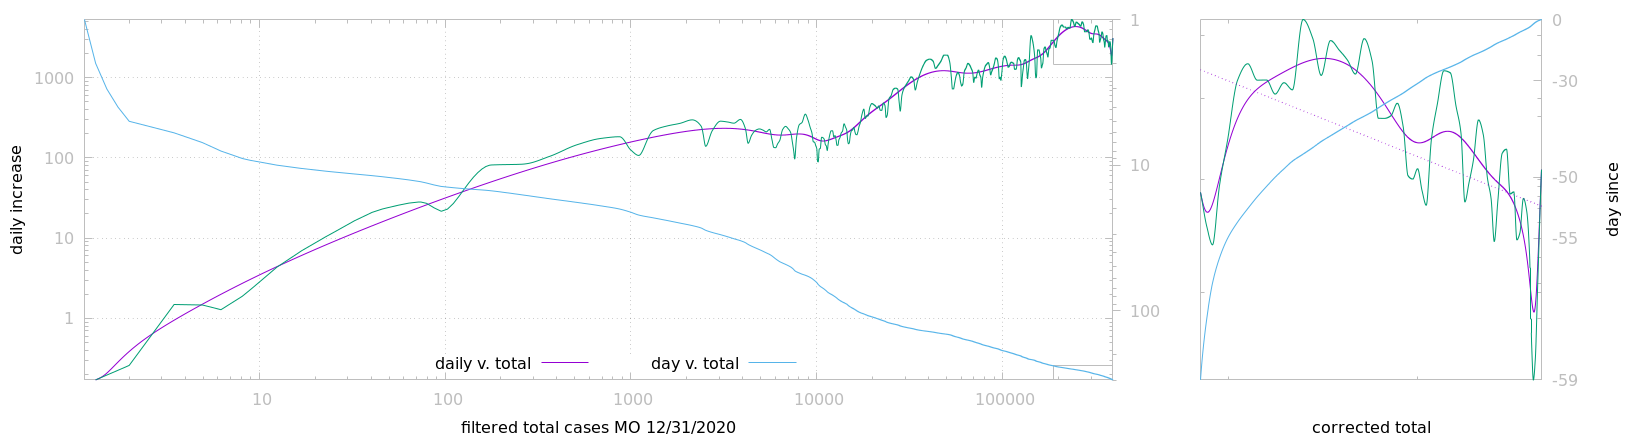 daily increase
1000
100
10
1
daily v. total
day v. total
10
100
1000
10000
100000
filtered total cases MO 12/31/2020
1
10
100
day since
0
-30
-50
-55
-59
corrected total